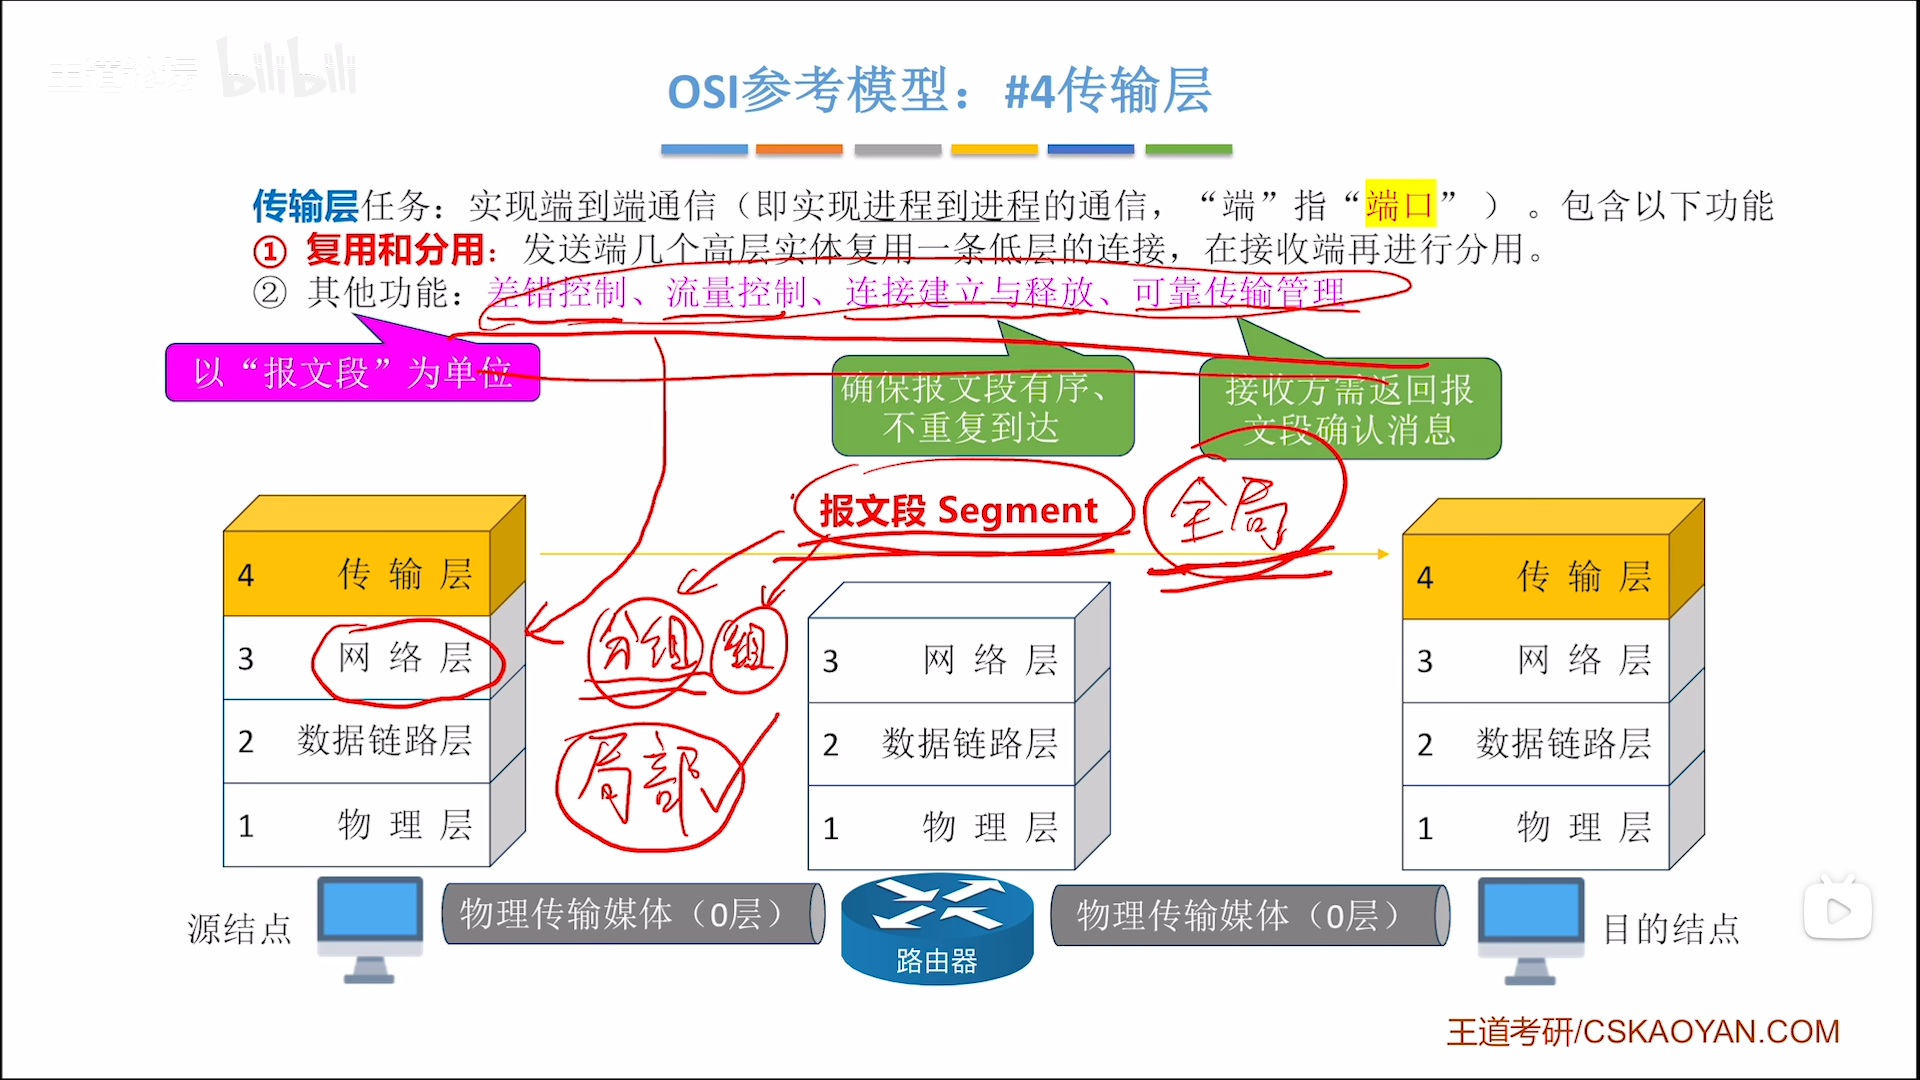 王道论坛 bilibili
OSI参考模型：#4传输层
传输层任务：实现端到端通信（即实现进程到进程的通信，“端”指“端口”）。包含以下功能
① 复用和分用：发送端几个高层实体复用一条低层的连接，在接收端再进行分用。
② 其他功能：差错控制、流量控制、连接建立与释放、可靠传输管理
以“报文段”为单位
确保报文段有序、
不重复到达
接收方需返回报
文段确认消息
报文段 Segment
全局
分组
组
局部
4 传输层
3 网络层
2 数据链路层
1 物理层
3 网络层
2 数据链路层
1 物理层
4 传输层
3 网络层
2 数据链路层
1 物理层
源结点
物理传输媒体（0层）
路由器
物理传输媒体（0层）
目的结点
王道考研/CSKAOYAN.COM